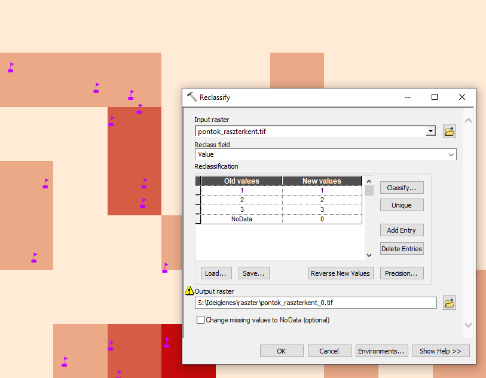 Reclassify
Input raster
pontok_raszterkent.tif
Reclass field
Value
Reclassification
Old values New values
1 1
2 2
3 3
NoData 0
Classify...
Unique
Add Entry
Delete Entries
Load... Save... Reverse New Values Precision...
Output raster
S:\Ideiglenes\raszter\pontok_raszterkent_0.tif
Change missing values to NoData (optional)
OK Cancel Environments... Show Help >>